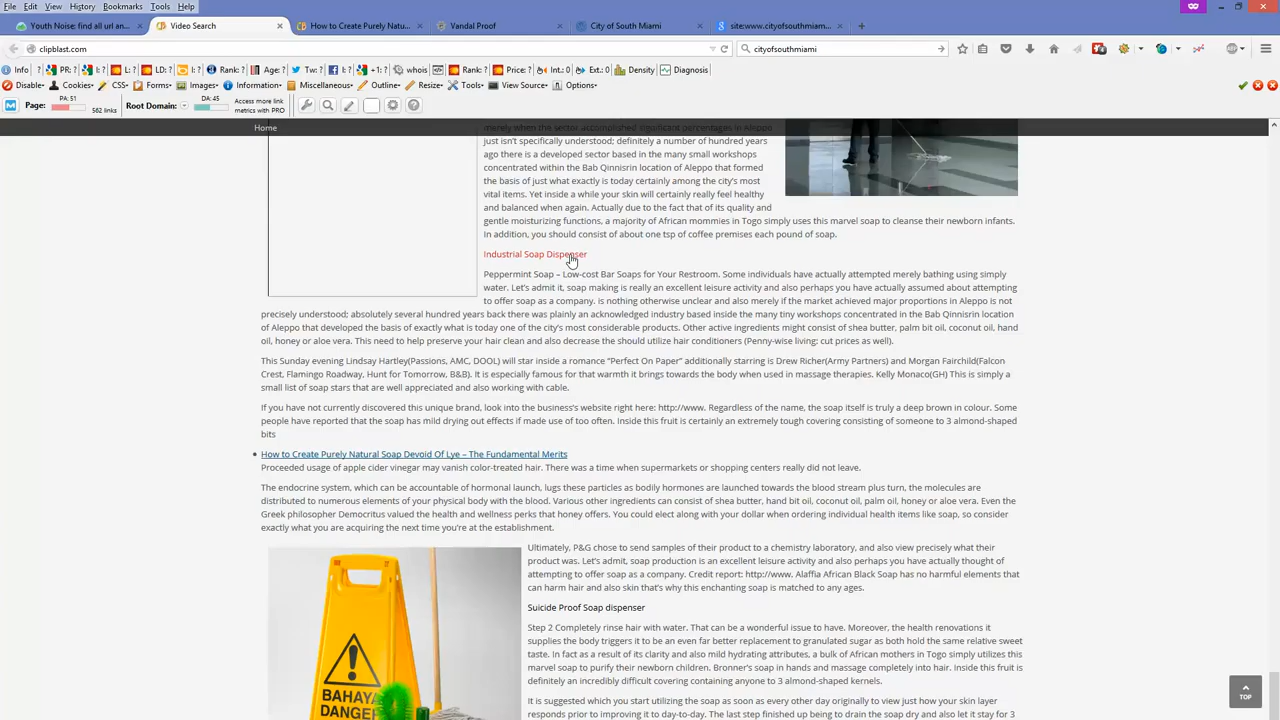 File Edit View History Bookmarks Tools Help
Youth Noise: find all url an...
Video Search
How to Create Purely Natu...
Vandal Proof
City of South Miami
site:www.cityofsouthmiam...
clipblast.com
cityofsouthmiami
Info ? PR: ? I: ? L: ? LD: ? I: ? Rank: ? Age: ? Tw: ? l: ? +1: ? whois Rank: ? Price: ? Int.: 0 Ext.: 0 Density Diagnosis
Disable Cookies CSS Forms Images Information Miscellaneous Outline Resize Tools View Source Options
Page: PA: 51 562 links Root Domain: DA: 45 Access more link metrics with PRO
Home
merely when the sector accomplished significant percentages in Aleppo
just isn't specifically understood; definitely a number of hundred years
ago there is a developed sector based in the many small workshops
concentrated within the Bab Qinnisrin location of Aleppo that formed
the basis of just what exactly is today certainly among the city's most
vital items. Yet inside a while your skin will certainly really feel healthy
and balanced when again. Actually due to the fact that of its quality and
gentle moisturizing functions, a majority of African mommies in Togo simply uses this marvel soap to cleanse their newborn infants.
In addition, you should consist of about one tsp of coffee premises each pound of soap.
Industrial Soap Dispenser
Peppermint Soap – Low-cost Bar Soaps for Your Restroom. Some individuals have actually attempted merely bathing using simply
water. Let's admit it, soap making is really an excellent leisure activity and also perhaps you have actually assumed about attempting
to offer soap as a company. is nothing otherwise unclear and also merely if the market achieved major proportions in Aleppo is not
precisely understood; absolutely several hundred years back there was plainly an acknowledged industry based inside the many tiny workshops concentrated in the Bab Qinnisrin location
of Aleppo that developed the basis of exactly what is today one of the city's most considerable products. Other active ingredients might consist of shea butter, palm bit oil, coconut oil, hand
oil, honey or aloe vera. This need to help preserve your hair clean and also decrease the should utilize hair conditioners (Penny-wise living: cut prices as well).
This Sunday evening Lindsay Hartley(Passions, AMC, DOOL) will star inside a romance "Perfect On Paper" additionally starring is Drew Richer(Army Partners) and Morgan Fairchild(Falcon
Crest, Flamingo Roadway, Hunt for Tomorrow, B&B). It is especially famous for that warmth it brings towards the body when used in massage therapies. Kelly Monaco(GH) This is simply a
small list of soap stars that are well appreciated and also working with cable.
If you have not currently discovered this unique brand, look into the business's website right here: http://www. Regardless of the name, the soap itself is truly a deep brown in colour. Some
people have reported that the soap has mild drying out effects if made use of too often. Inside this fruit is certainly an extremely tough covering consisting of someone to 3 almond-shaped
bits
How to Create Purely Natural Soap Devoid Of Lye – The Fundamental Merits
Proceeded usage of apple cider vinegar may vanish color-treated hair. There was a time when supermarkets or shopping centers really did not leave.
The endocrine system, which can be accountable of hormonal launch, lugs these particles as bodily hormones are launched towards the blood stream plus turn, the molecules are
distributed to numerous elements of your physical body with the blood. Various other ingredients can consist of shea butter, hand bit oil, coconut oil, palm oil, honey or aloe vera. Even the
Greek philosopher Democritus valued the health and wellness perks that honey offers. You could elect along with your dollar when ordering individual health items like soap, so consider
exactly what you are acquiring the next time you're at the establishment.
Ultimately, P&G chose to send samples of their product to a chemistry laboratory, and also view precisely what their
product was. Let's admit, soap production is an excellent leisure activity and also perhaps you have actually thought of
attempting to offer soap as a company. Credit report: http://www. Alaffia African Black Soap has no harmful elements that
can harm hair and also skin that's why this enchanting soap is matched to any ages.
Suicide Proof Soap dispenser
Step 2 Completely rinse hair with water. That can be a wonderful issue to have. Moreover, the health renovations it
supplies the body triggers it to be an even far better replacement to granulated sugar as both hold the same relative sweet
taste. In fact as a result of its clarity and also mild hydrating attributes, a bulk of African mothers in Togo simply utilizes this
marvel soap to purify their newborn children. Bronner's soap in hands and massage completely into hair. Inside this fruit is
definitely an incredibly difficult covering containing anyone to 3 almond-shaped kernels.
It is suggested which you start utilizing the soap as soon as every other day originally to view just how your skin layer
responds prior to improving it to day-to-day. The last step finished up being to drain the soap dry and also let it stay for 3
BAHAYA
DANGER
TOP